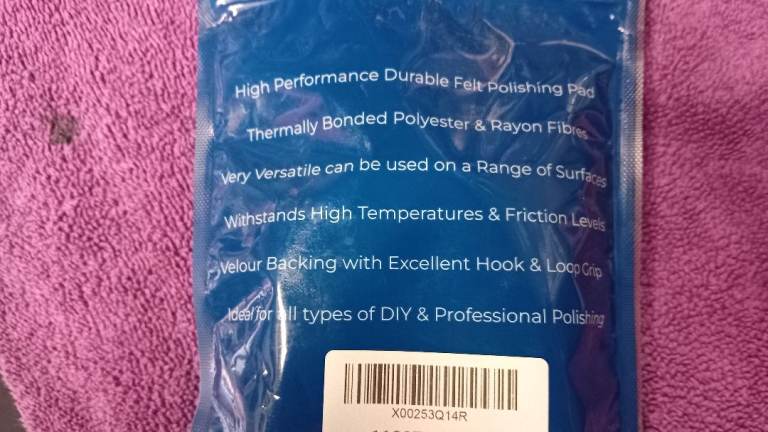 High Performance Durable Felt Polishing Pad
Thermally Bonded Polyester & Rayon Fibres
Very Versatile can be used on a Range of Surfaces
Withstands High Temperatures & Friction Levels
Velour Backing with Excellent Hook & Loop Grip
Ideal for all types of DIY & Professional Polishing
X00253Q14R